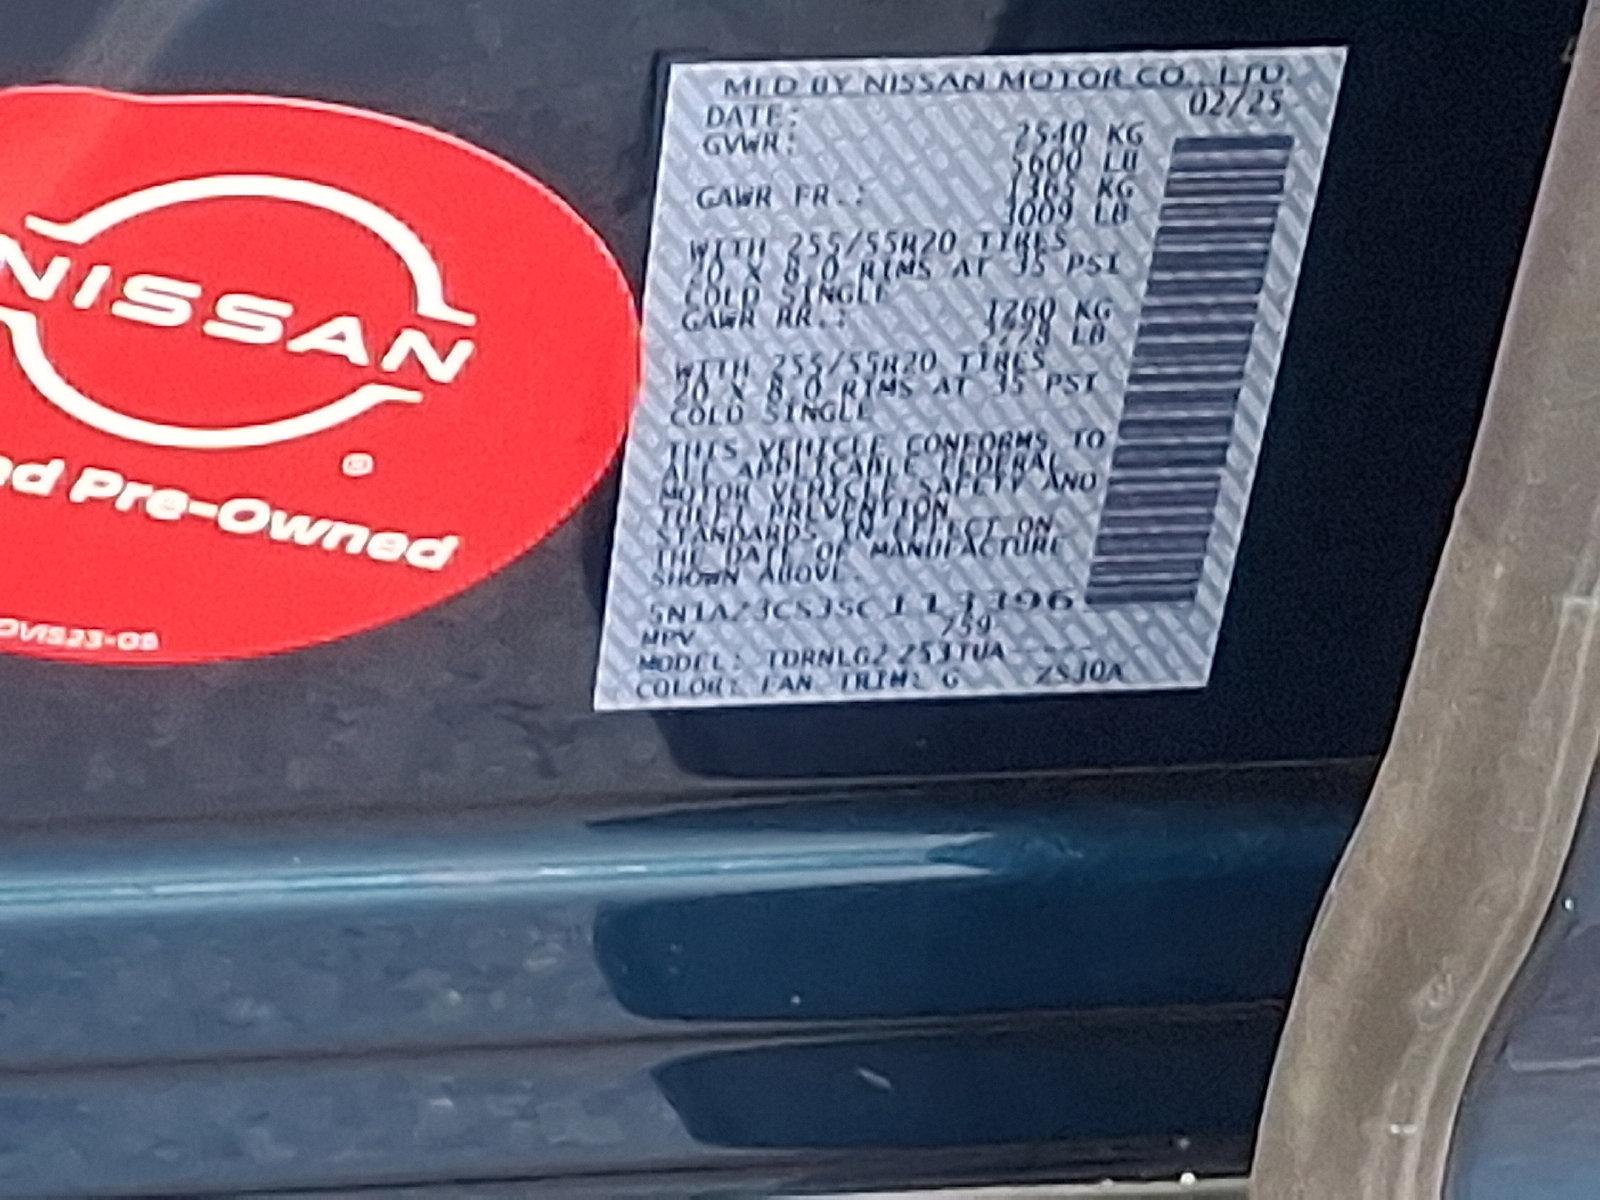 NISSAN
®
ed Pre-Owned
MFD BY NISSAN MOTOR CO., LTD.
DATE: 02/25
GVWR: 2540 KG
5600 LB
GAWR FR.: 1365 KG
3009 LB
WITH 255/55R20 TIRES
20 X 8.0 RIMS AT 35 PSI
COLD SINGLE
GAWR RR.: 1260 KG
2778 LB
WITH 255/55R20 TIRES
20 X 8.0 RIMS AT 35 PSI
COLD SINGLE
THIS VEHICLE CONFORMS TO
ALL APPLICABLE FEDERAL
MOTOR VEHICLE SAFETY AND
THEFT PREVENTION
STANDARDS IN EFFECT ON
THE DATE OF MANUFACTURE
SHOWN ABOVE.
MPV
MODEL:
COLOR: TRIM: G